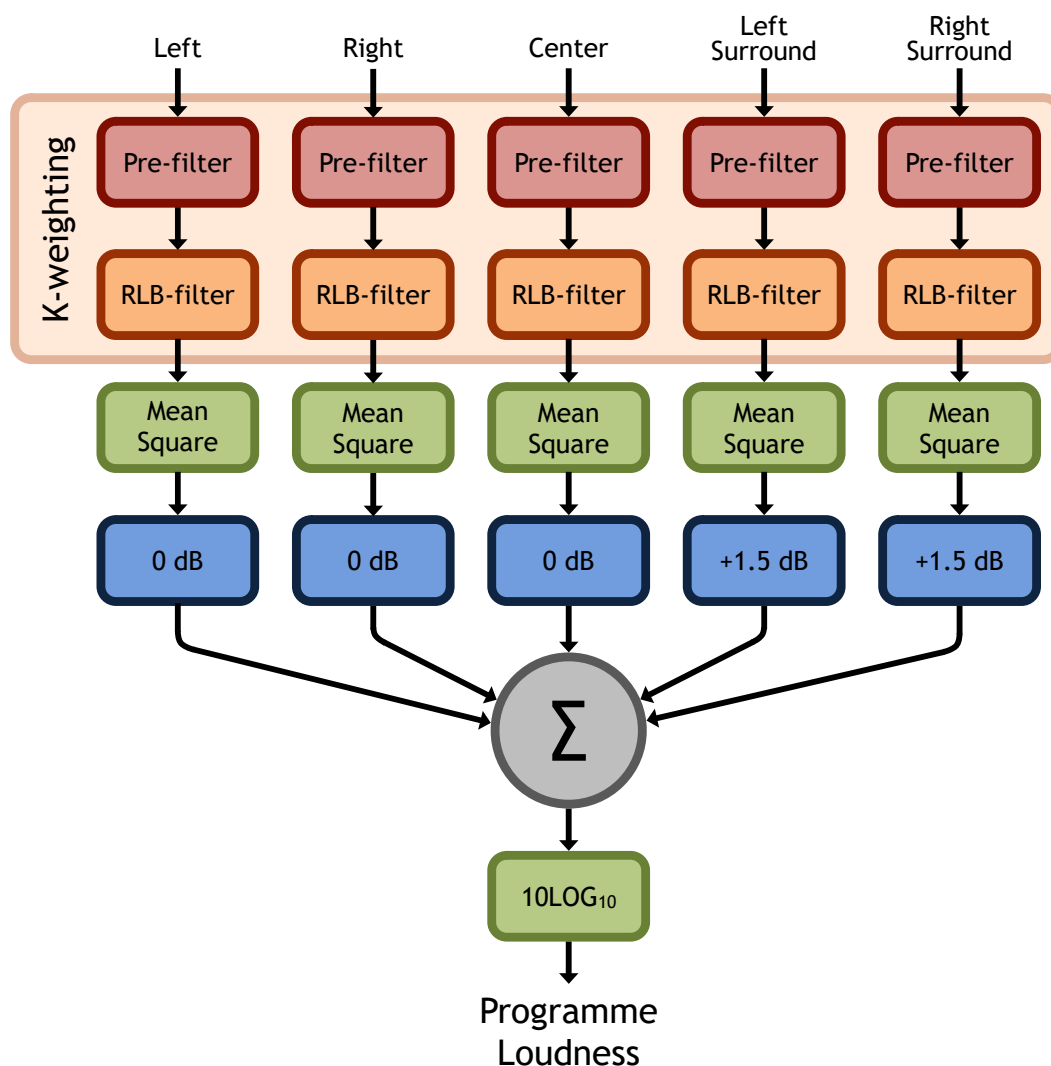 Left Right Center Left Surround Right Surround
K-weighting
Pre-filter Pre-filter Pre-filter Pre-filter Pre-filter
RLB-filter RLB-filter RLB-filter RLB-filter RLB-filter
Mean Mean Mean Mean Mean
Square Square Square Square Square
0 dB 0 dB 0 dB +1.5 dB +1.5 dB
Σ
10LOG₁₀
Programme
Loudness